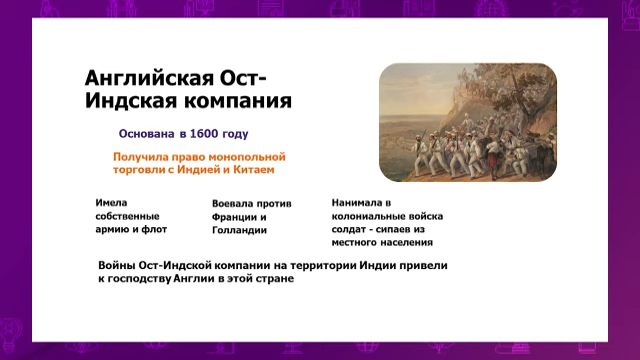 Английская Ост-
Индская компания
Основана в 1600 году
Получила право монопольной
торговли с Индией и Китаем
Имела
собственные
армию и флот
Воевала против
Франции и
Голландии
Нанимала в
колониальные войска
солдат - сипаев из
местного населения
Войны Ост-Индской компании на территории Индии привели
к господству Англии в этой стране